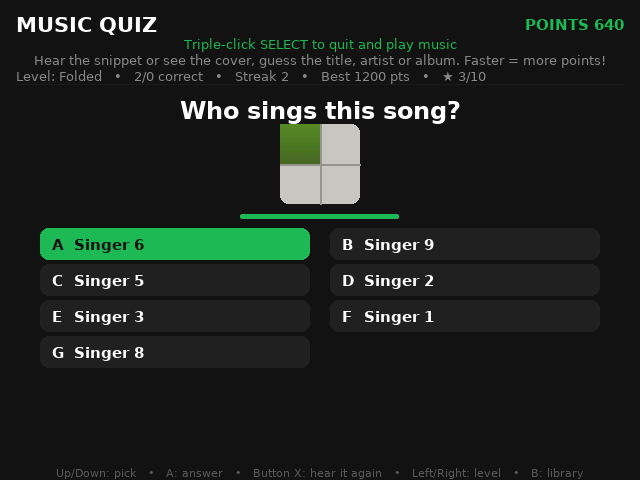 MUSIC QUIZ
POINTS 640
Triple-click SELECT to quit and play music
Hear the snippet or see the cover, guess the title, artist or album. Faster = more points!
Level: Folded • 2/0 correct • Streak 2 • Best 1200 pts • ★ 3/10
Who sings this song?
A Singer 6
B Singer 9
C Singer 5
D Singer 2
E Singer 3
F Singer 1
G Singer 8
Up/Down: pick • A: answer • Button X: hear it again • Left/Right: level • B: library